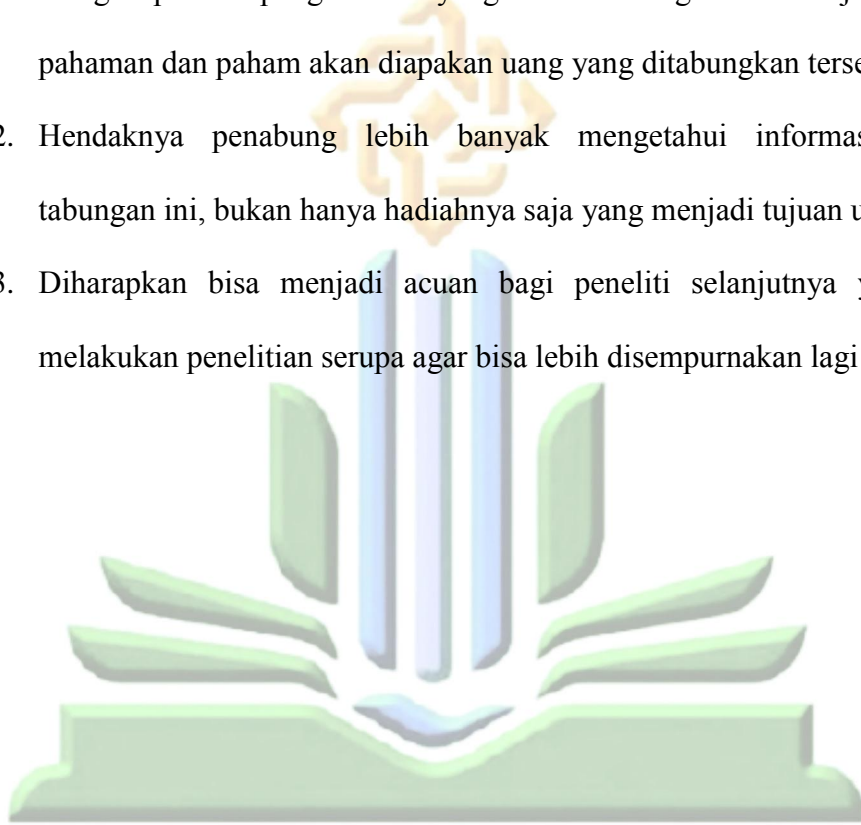 pahaman dan paham akan diapakan uang yang ditabungkan
2. Hendaknya penabung lebih banyak mengetahui
tabungan ini, bukan hanya hadiahnya saja yang menjadi tujuan
3. Diharapkan bisa menjadi acuan bagi peneliti selanjutnya
melakukan penelitian serupa agar bisa lebih disempurnakan lagi